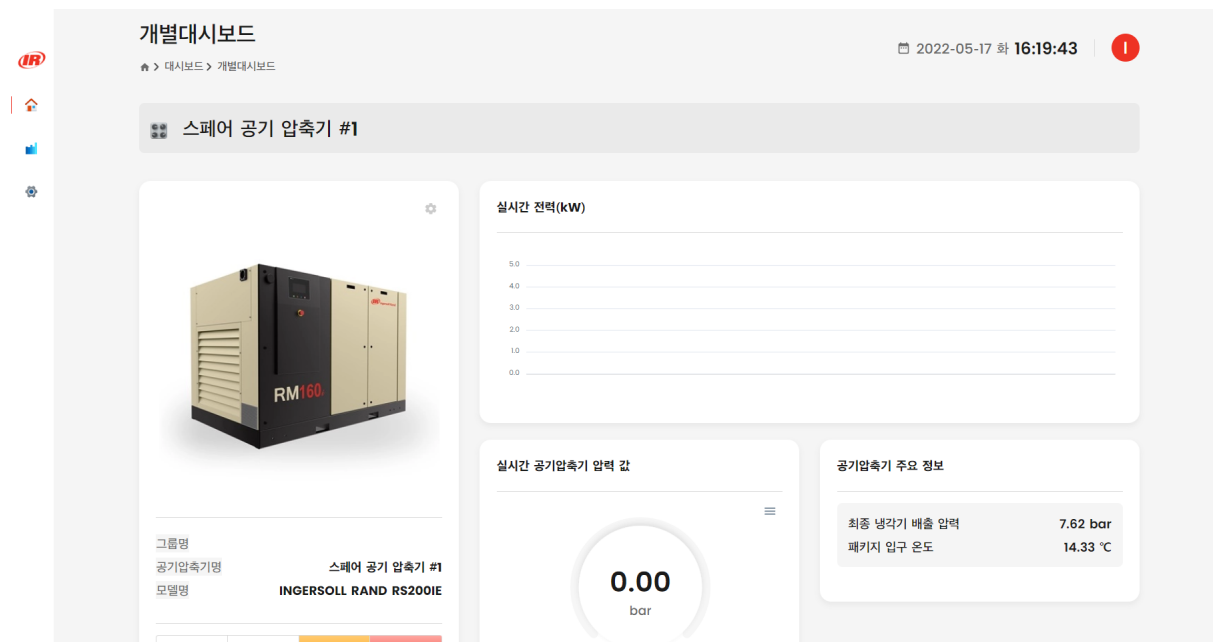 개별대시보드
대시보드 > 개별대시보드
2022-05-17 화 16:19:43
I
IR
스페어 공기 압축기 #1
RM160
그룹명
공기압축기명 스페어 공기 압축기 #1
모델명 INGERSOLL RAND RS200IE
실시간 전력(kW)
5.0
4.0
3.0
2.0
1.0
0.0
실시간 공기압축기 압력 값
0.00
bar
공기압축기 주요 정보
최종 냉각기 배출 압력 7.62 bar
패키지 입구 온도 14.33 ℃